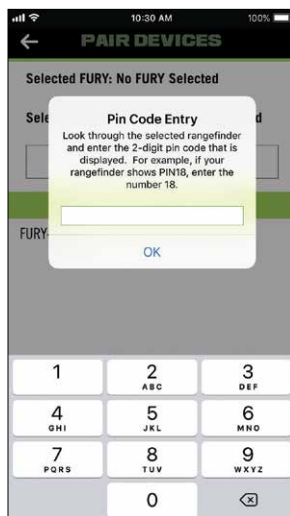 10:30 AM
100%
PAIR DEVICES
Selected FURY: No FURY Selected
Sele
d
Pin Code Entry
Look through the selected rangefinder
and enter the 2-digit pin code that is
displayed. For example, if your
rangefinder shows PIN18, enter the
number 18.
FURY-
OK
1 2 3
ABC DEF
4 5 6
GHI JKL MNO
7 8 9
PQRS TUV WXYZ
0